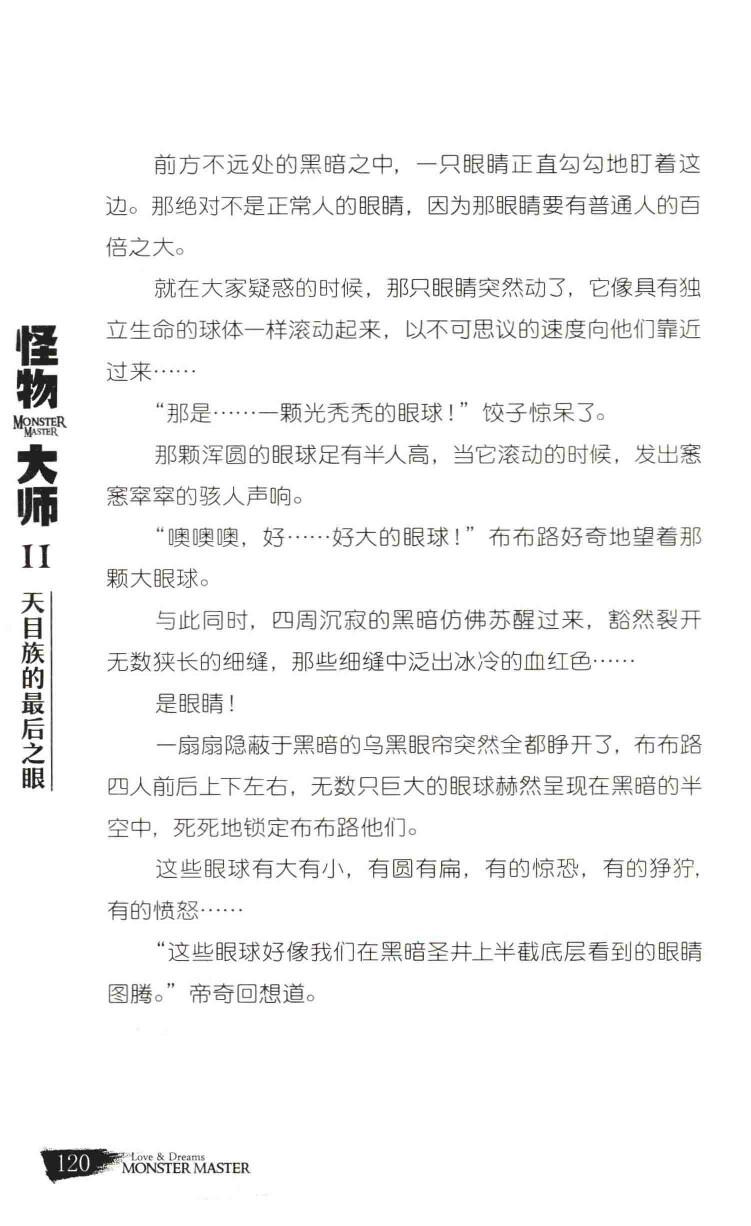 前方不远处的黑暗之中，一只眼睛正直勾勾地盯着这
边。那绝对不是正常人的眼睛，因为那眼睛要有普通人的百
倍之大。
就在大家疑惑的时候，那只眼睛突然动了，它像具有独
立生命的球体一样滚动起来，以不可思议的速度向他们靠近
过来……
“那是……一颗光秃秃的眼球！”饺子惊呆了。
那颗浑圆的眼球足有半人高，当它滚动的时候，发出窸
窸窣窣的骇人声响。
“噢噢噢，好……好大的眼球！”布布路好奇地望着那
颗大眼球。
与此同时，四周沉寂的黑暗仿佛苏醒过来，豁然裂开
无数狭长的细缝，那些细缝中泛出冰冷的血红色……
是眼睛！
一扇扇隐蔽于黑暗的乌黑眼帘突然全都睁开了，布布路
四人前后上下左右，无数只巨大的眼球赫然呈现在黑暗的半
空中，死死地锁定布布路他们。
这些眼球有大有小，有圆有扁，有的惊恐，有的狰狞，
有的愤怒……
“这些眼球好像我们在黑暗圣井上半截底层看到的眼睛
图腾。”帝奇回想道。
怪物
MONSTER
MASTER
大师
II
天目族的最后之眼
120
Love & Dreams
MONSTER MASTER